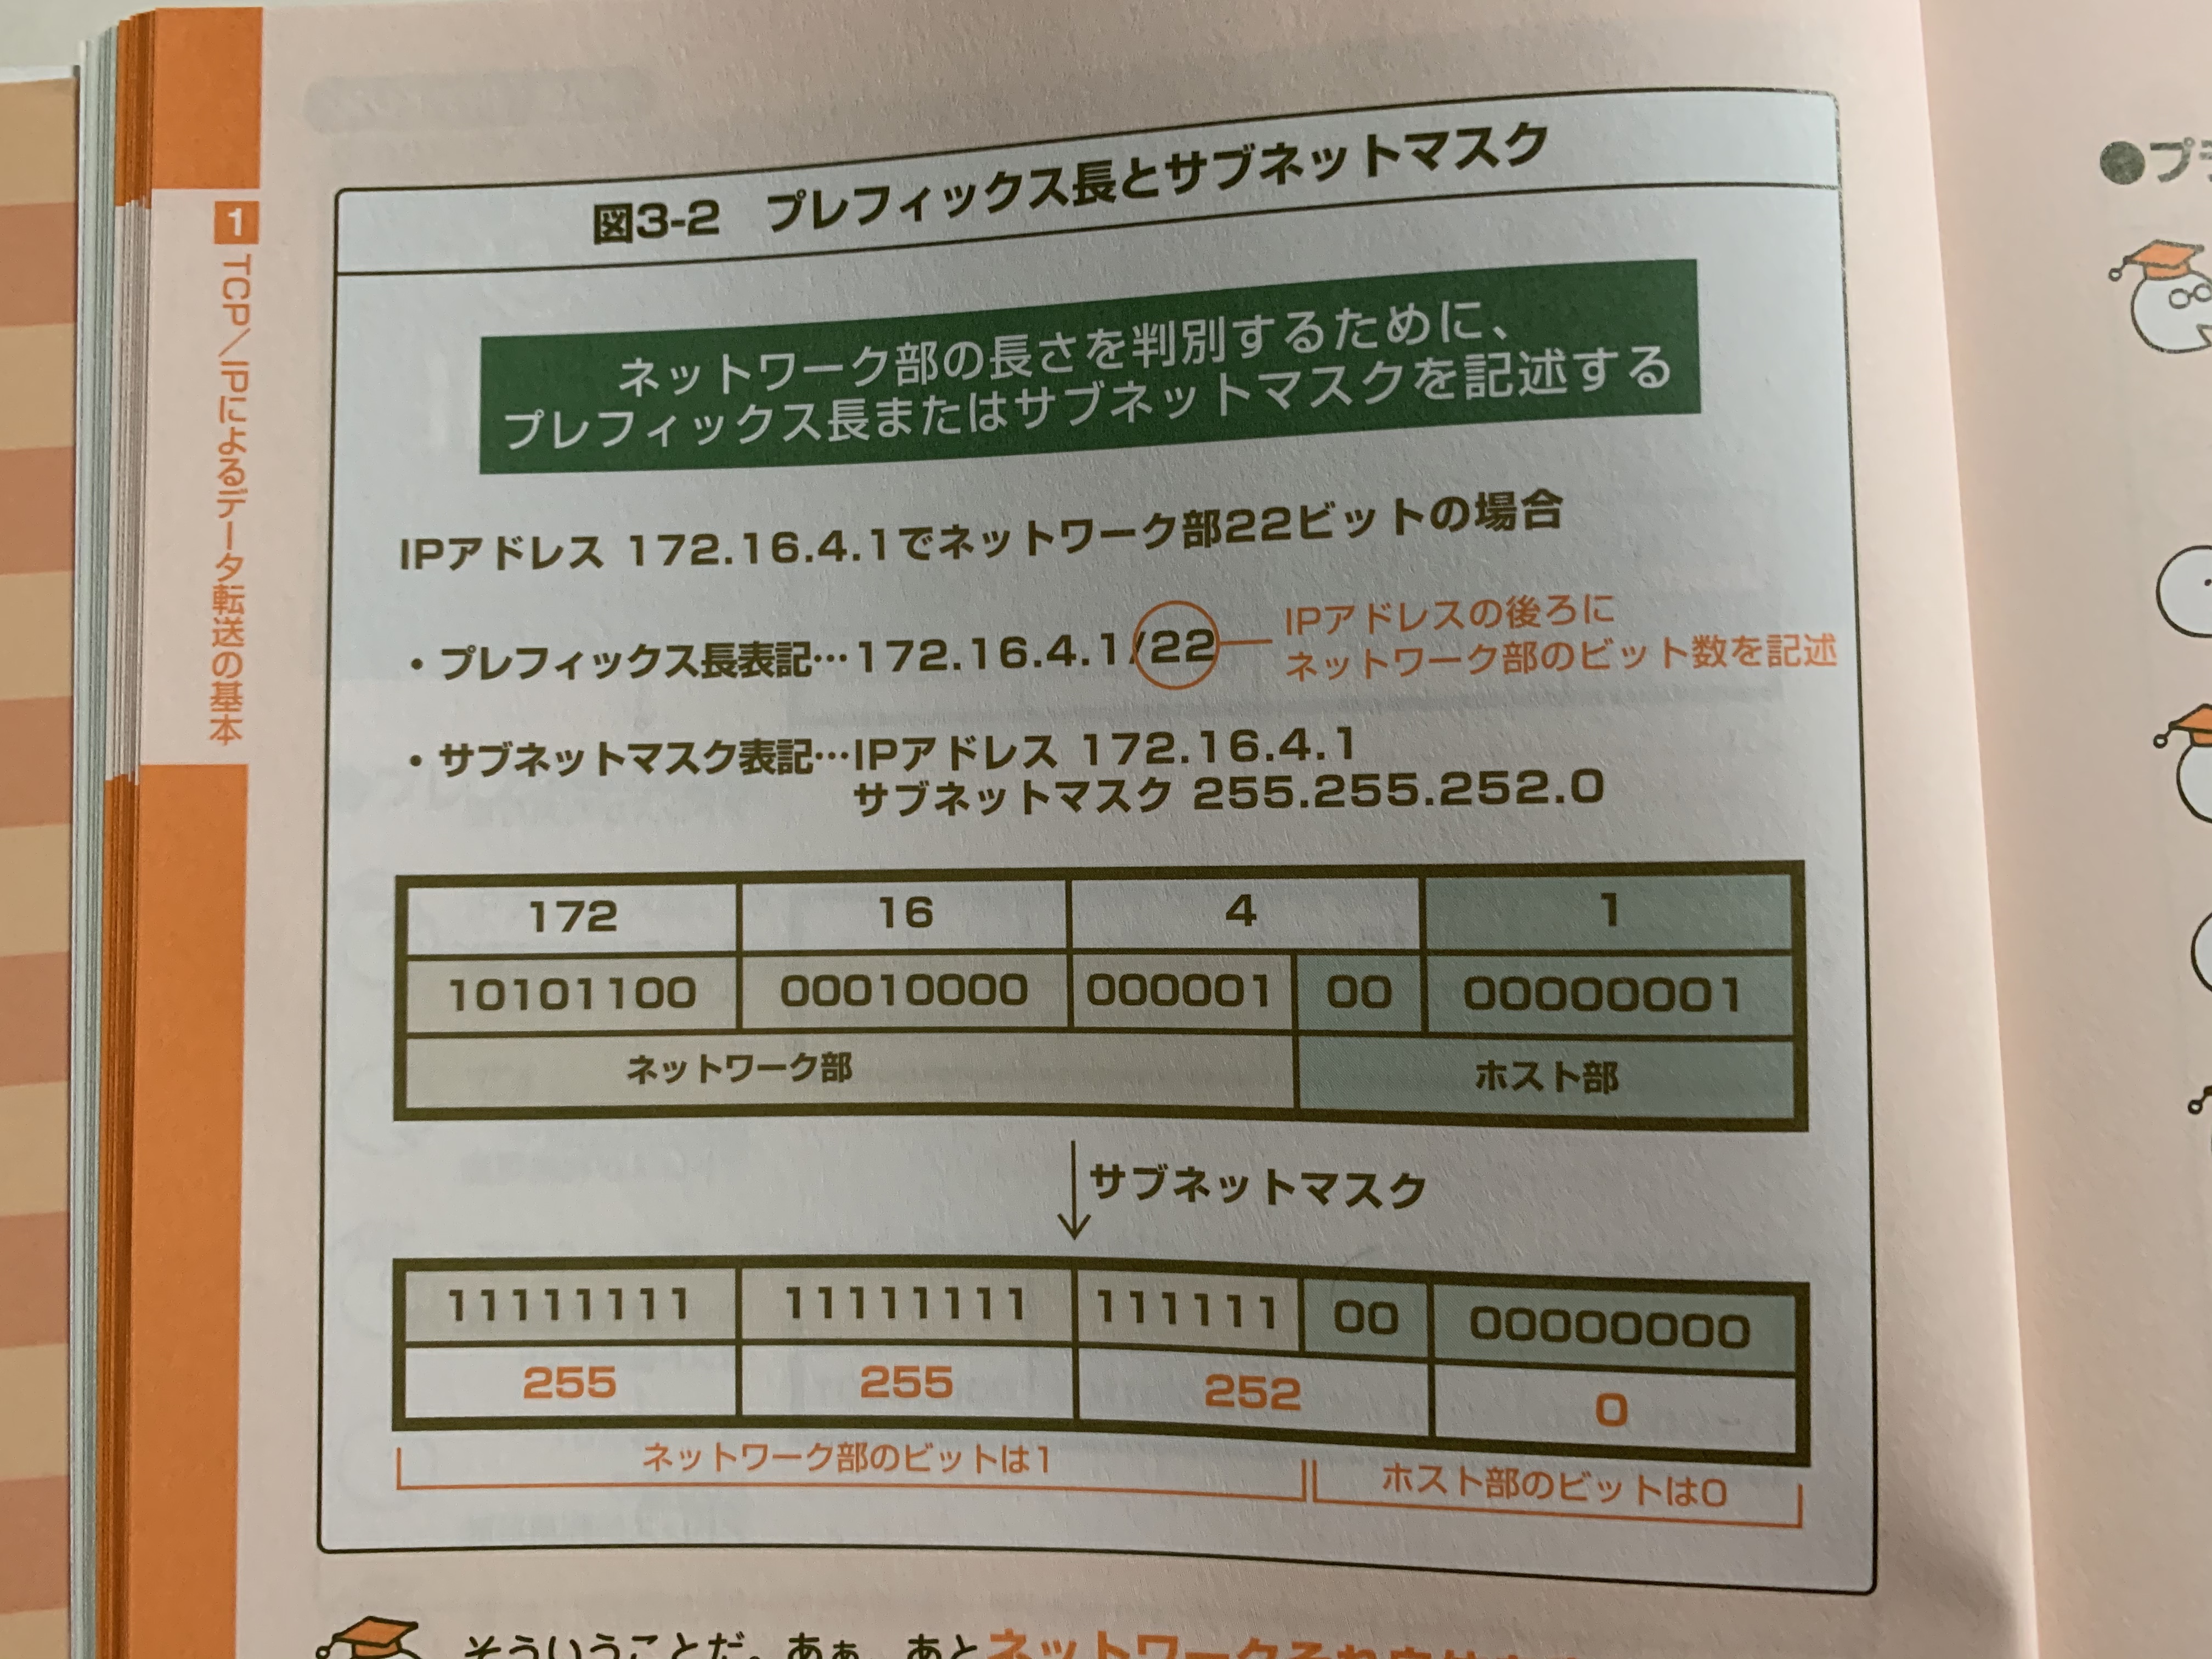 1 TCP／IPによるデータ転送の基本
図3-2　プレフィックス長とサブネットマスク
ネットワーク部の長さを判別するために、
プレフィックス長またはサブネットマスクを記述する
IPアドレス 172.16.4.1でネットワーク部22ビットの場合
・プレフィックス長表記…172.16.4.1/22
IPアドレスの後ろに
ネットワーク部のビット数を記述
・サブネットマスク表記…IPアドレス 172.16.4.1
サブネットマスク 255.255.252.0
172 16 4 1
10101100 00010000 000001 00 00000001
ネットワーク部 ホスト部
サブネットマスク
11111111 11111111 111111 00 00000000
255 255 252 0
ネットワーク部のビットは1 ホスト部のビットは0
そういうことだ。あぁ、あとネットワークそれ
●プ